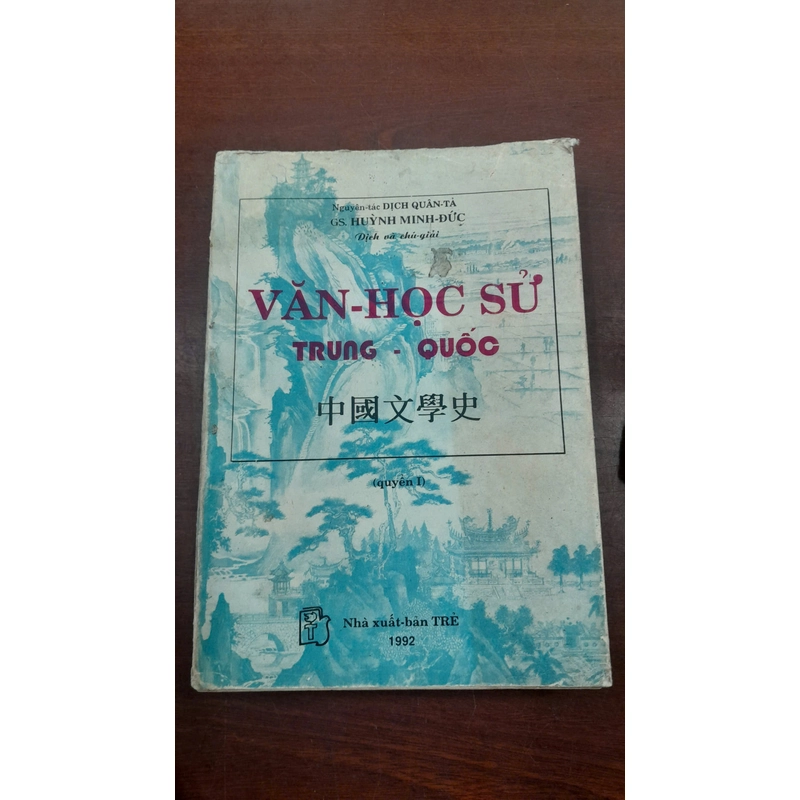 Nguyên-tác DỊCH QUÂN-TẢ
GS. HUỲNH MINH-ĐỨC
Dịch và chú-giải
VĂN-HỌC SỬ
TRUNG - QUỐC
中國文學史
(quyển I)
Nhà xuất-bản TRẺ
1992